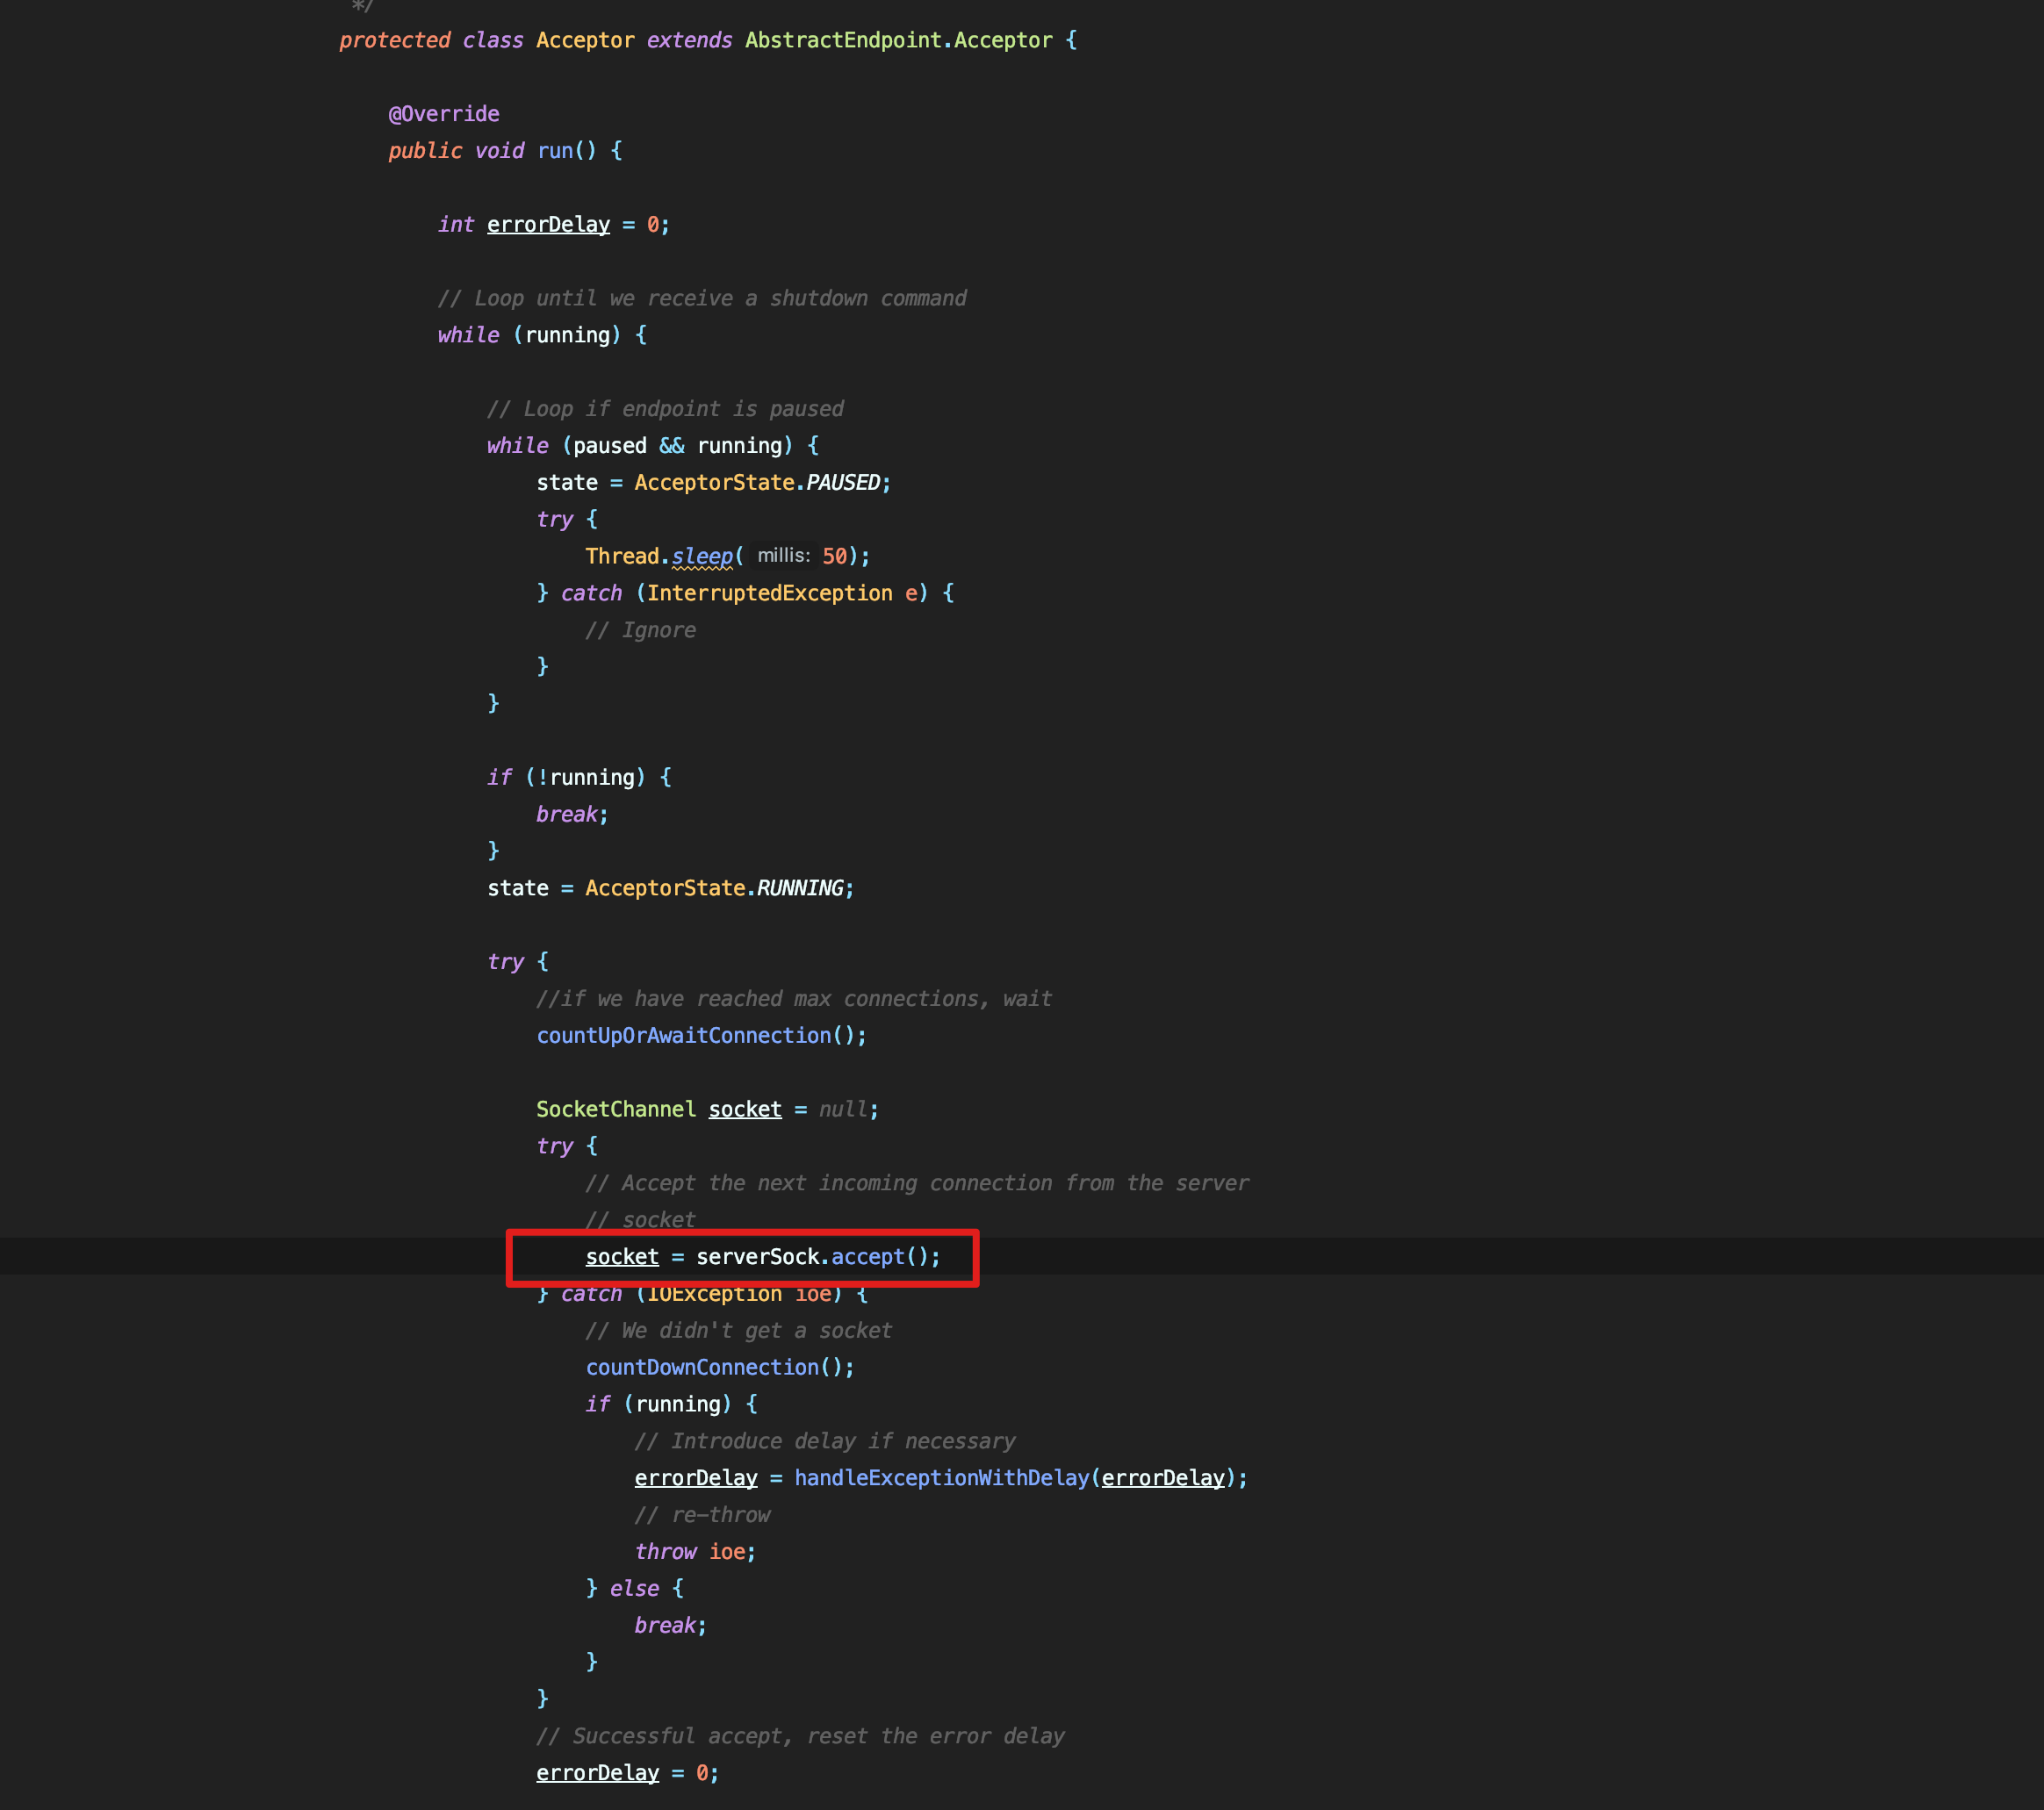 */
protected class Acceptor extends AbstractEndpoint.Acceptor {
@Override
public void run() {
int errorDelay = 0;
// Loop until we receive a shutdown command
while (running) {
// Loop if endpoint is paused
while (paused && running) {
state = AcceptorState.PAUSED;
try {
Thread.sleep( millis: 50);
} catch (InterruptedException e) {
// Ignore
}
}
if (!running) {
break;
}
state = AcceptorState.RUNNING;
try {
//if we have reached max connections, wait
countUpOrAwaitConnection();
SocketChannel socket = null;
try {
// Accept the next incoming connection from the server
// socket
socket = serverSock.accept();
} catch (IOException ioe) {
// We didn't get a socket
countDownConnection();
if (running) {
// Introduce delay if necessary
errorDelay = handleExceptionWithDelay(errorDelay);
// re-throw
throw ioe;
} else {
break;
}
}
// Successful accept, reset the error delay
errorDelay = 0;